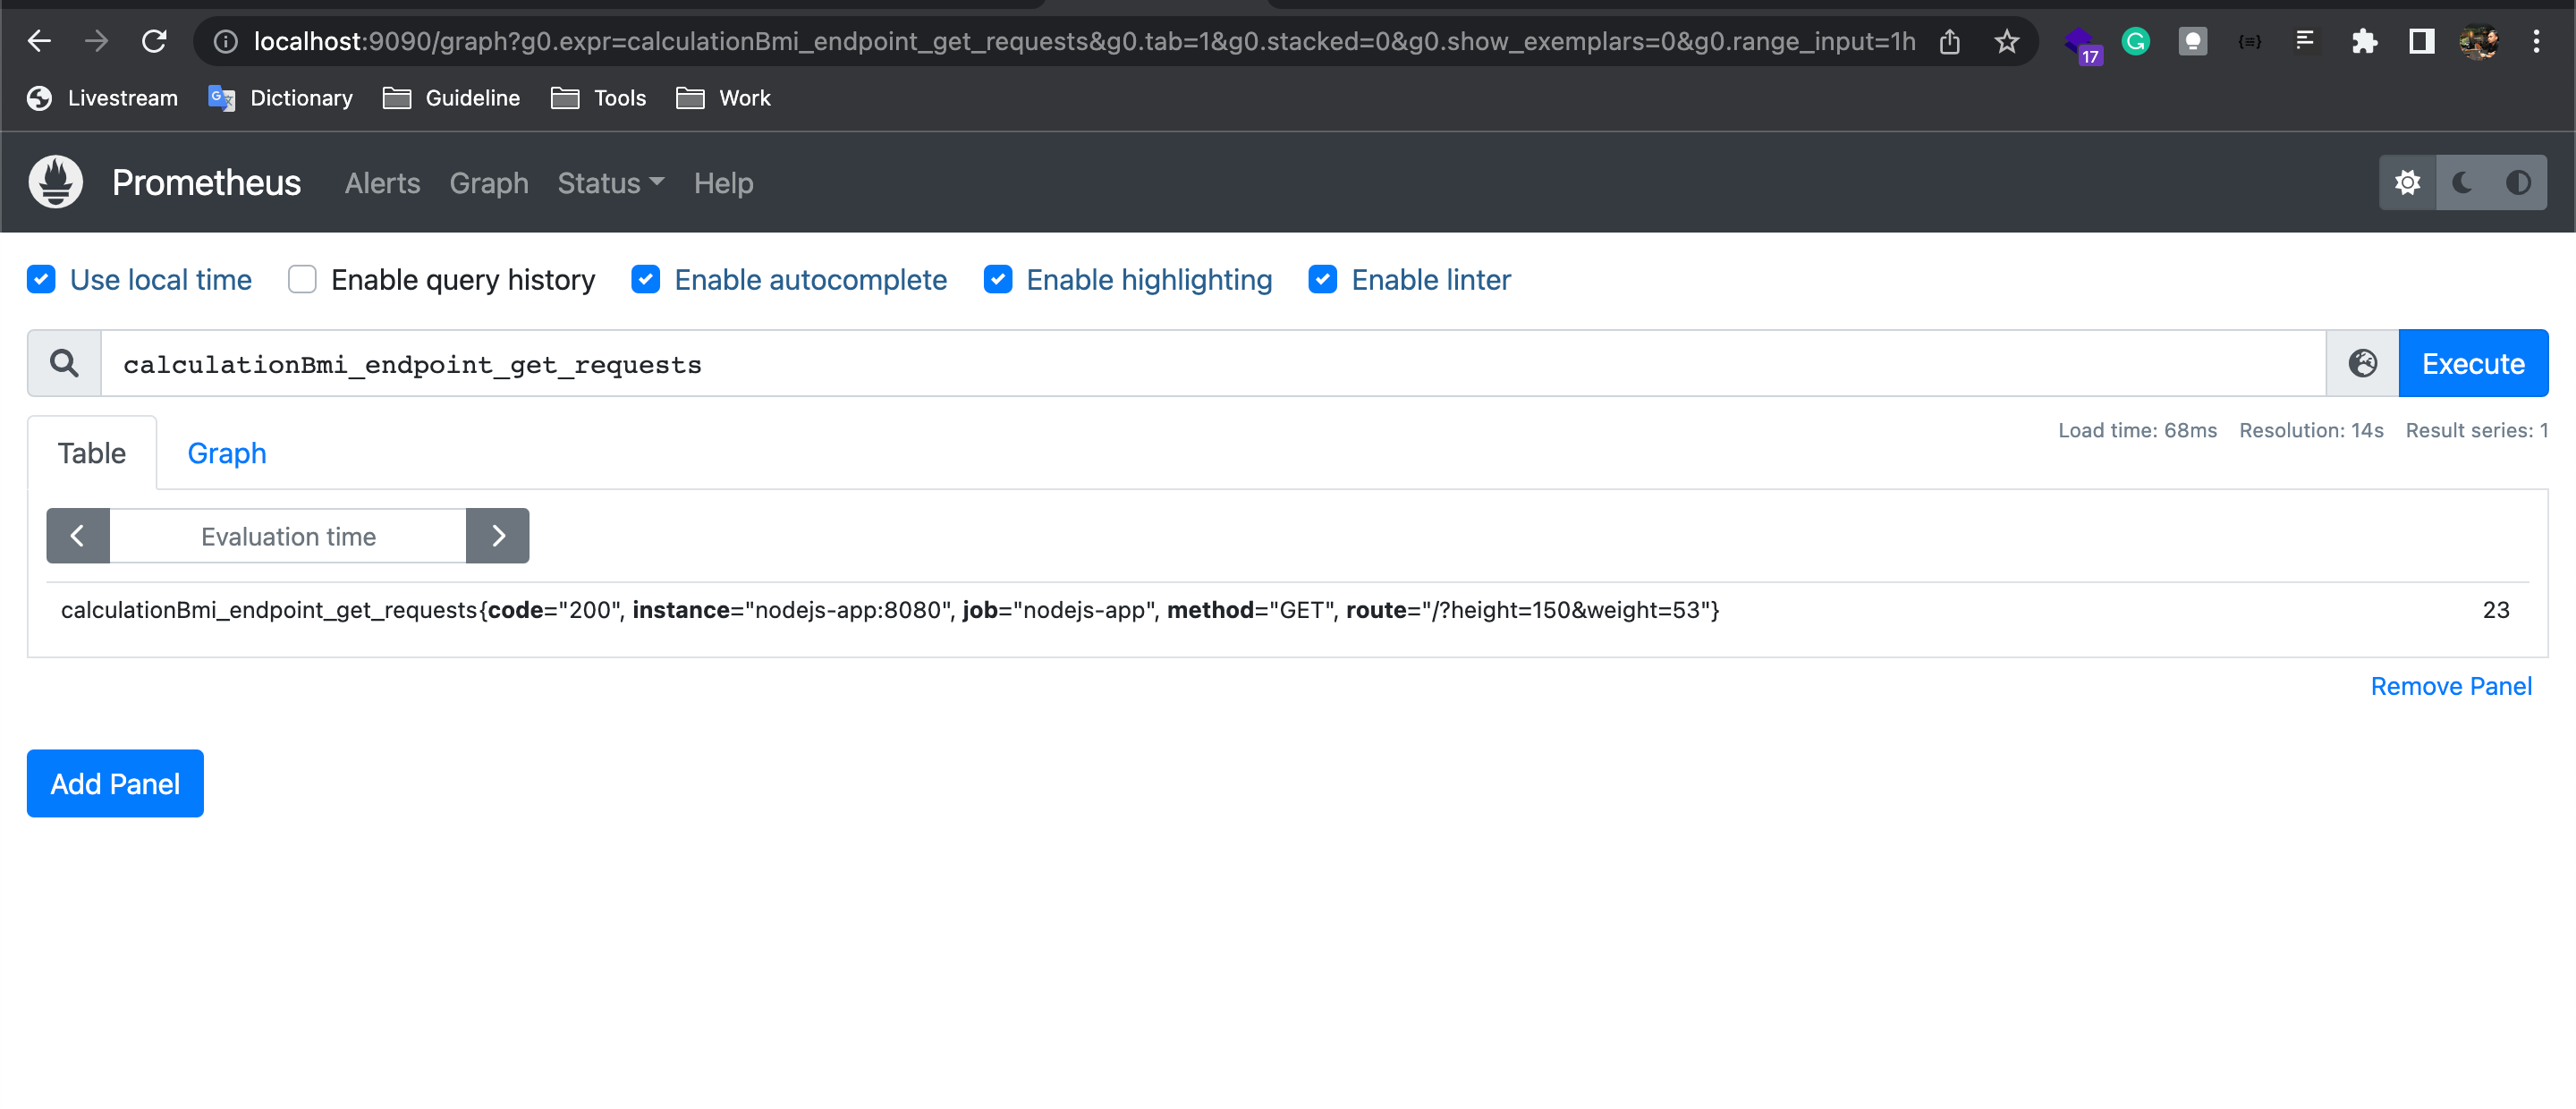 localhost:9090/graph?g0.expr=calculationBmi_endpoint_get_requests&g0.tab=1&g0.stacked=0&g0.show_exemplars=0&g0.range_input=1h
17
Livestream Dictionary Guideline Tools Work
Prometheus Alerts Graph Status Help
Use local time Enable query history Enable autocomplete Enable highlighting Enable linter
calculationBmi_endpoint_get_requests Execute
Load time: 68ms Resolution: 14s Result series: 1
Table Graph
Evaluation time
calculationBmi_endpoint_get_requests{code="200", instance="nodejs-app:8080", job="nodejs-app", method="GET", route="/?height=150&weight=53"} 23
Remove Panel
Add Panel